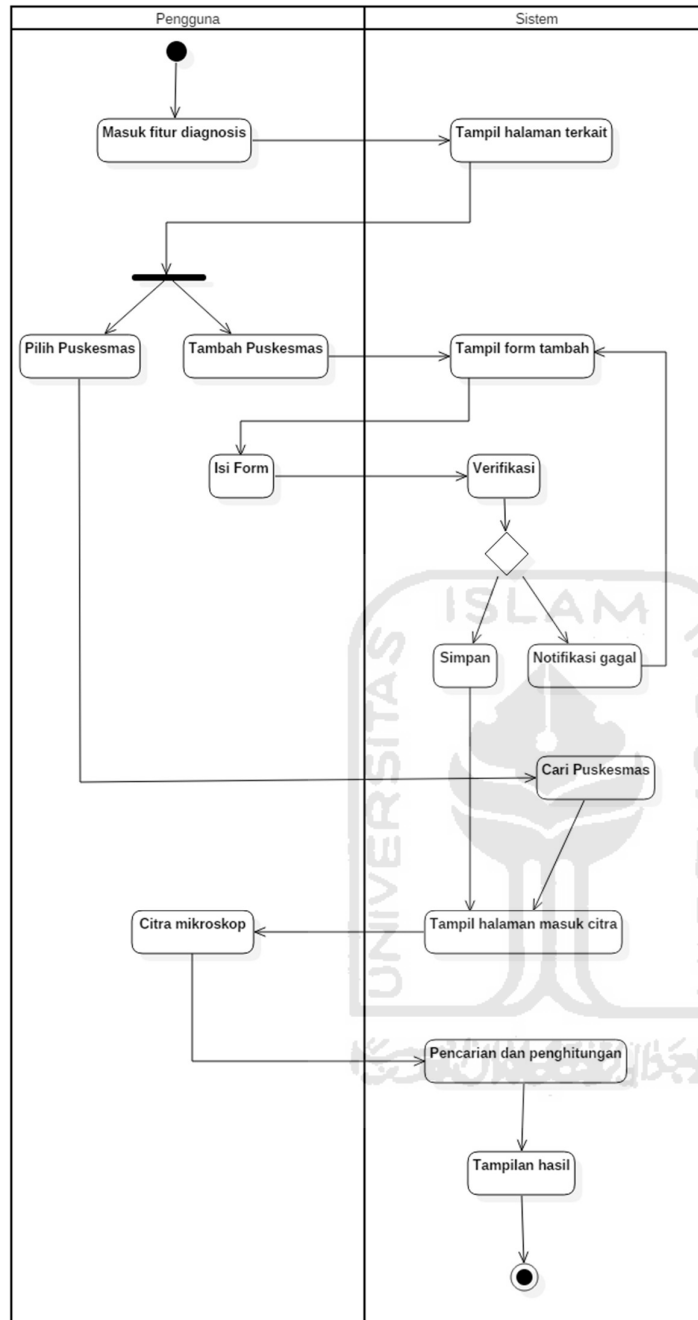 Pengguna
Sistem
Masuk fitur diagnosis
Tampil halaman terkait
Pilih Puskesmas
Tambah Puskesmas
Tampil form tambah
Isi Form
Verifikasi
ISLAM
UNIVERSITAS
Simpan
Notifikasi gagal
Cari Puskesmas
Citra mikroskop
Tampil halaman masuk citra
Pencarian dan penghitungan
Tampilan hasil